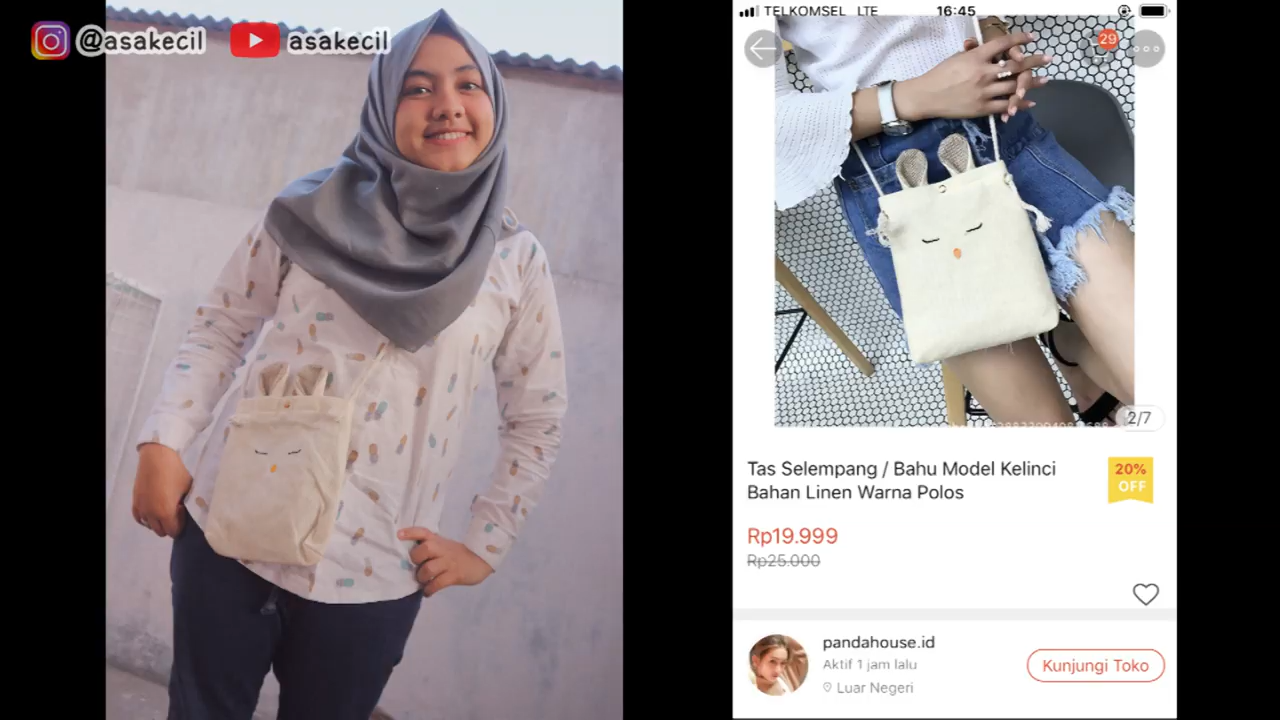 @asakecil
asakecil
TELKOMSEL LTE
16:45
29
2/7
Tas Selempang / Bahu Model Kelinci
Bahan Linen Warna Polos
20%
OFF
Rp19.999
Rp25.000
pandahouse.id
Aktif 1 jam lalu
Luar Negeri
Kunjungi Toko